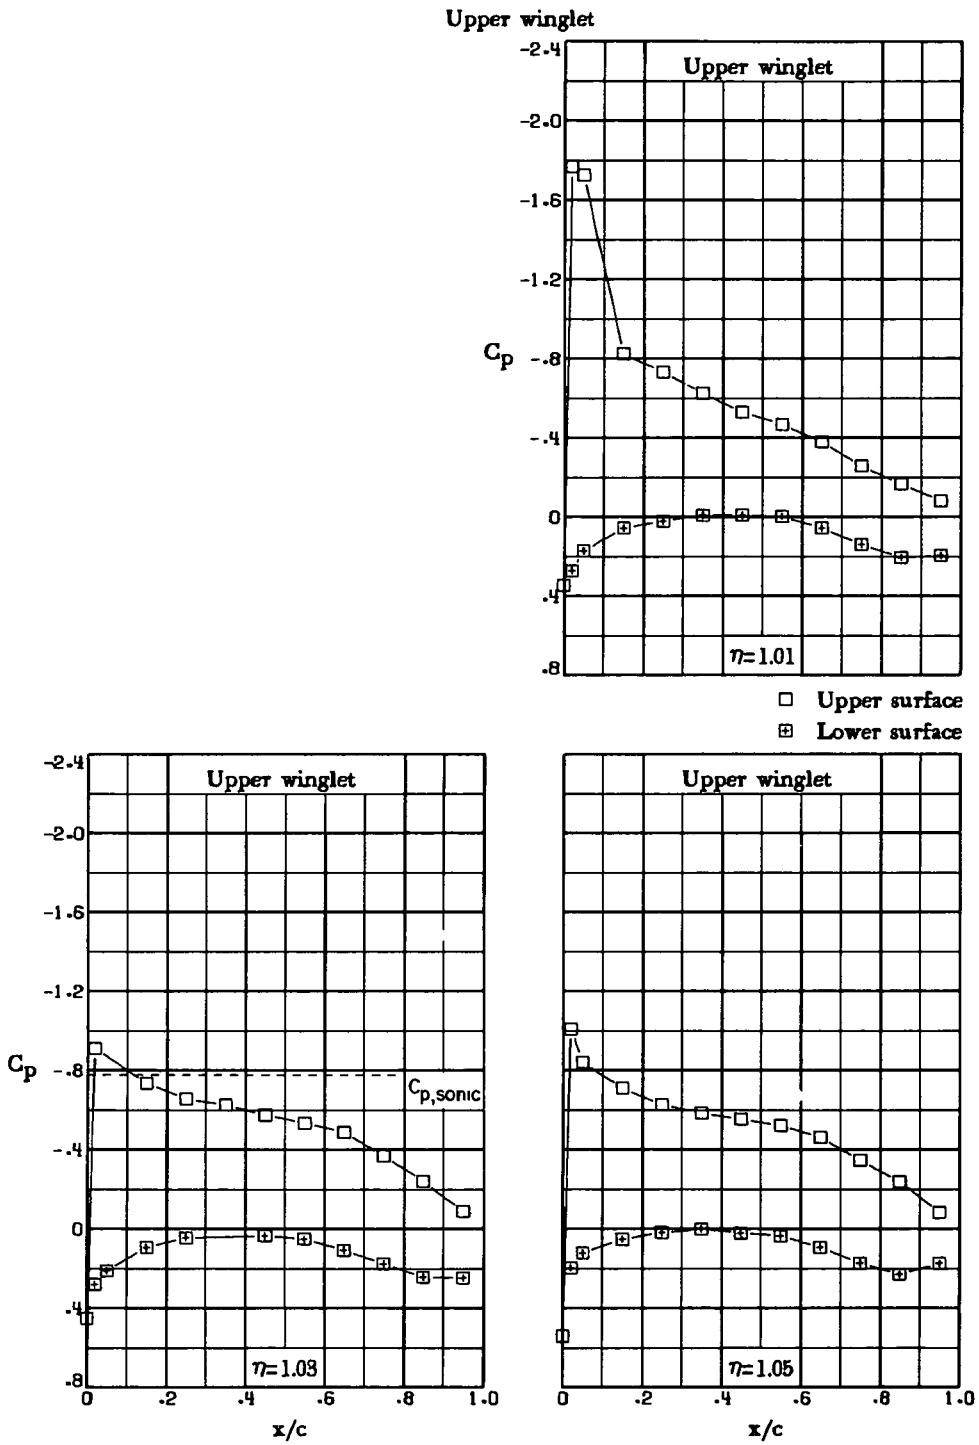 Upper winglet
-2.4
Upper winglet
-2.0
-1.6
-1.2
Cp
-.8
-.4
0
.4
η=1.01
.8
Upper surface
Lower surface
-2.4
Upper winglet
-2.0
-1.6
-1.2
Cp
-.8
Cp,sonic
-.4
0
.4
η=1.03
.8
0 .2 .4 .6 .8 1.0
x/c
Upper winglet
η=1.05
0 .2 .4 .6 .8 1.0
x/c